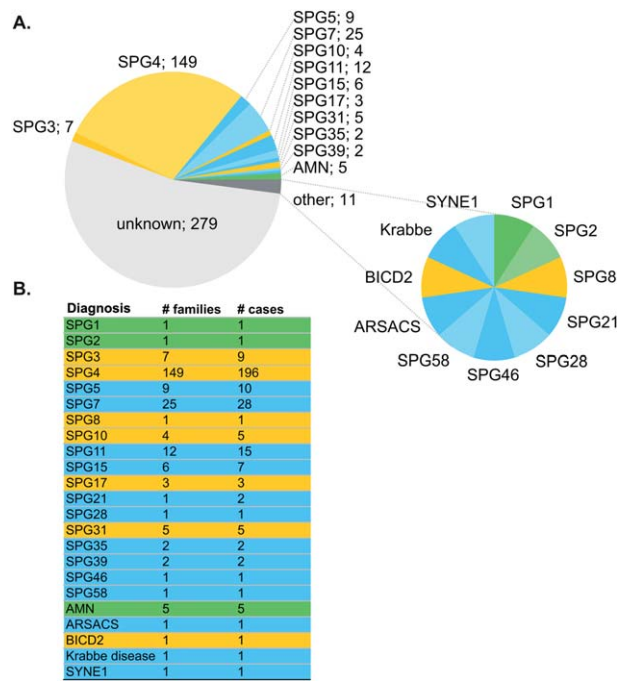 A.
SPG5; 9
SPG7; 25
SPG4; 149
SPG10; 4
SPG11; 12
SPG15; 6
SPG17; 3
SPG31; 5
SPG3; 7
SPG35; 2
SPG39; 2
AMN; 5
other; 11
unknown; 279
SYNE1
SPG1
Krabbe
SPG2
BICD2
SPG8
ARSACS
SPG21
SPG58
SPG28
SPG46
B.
Diagnosis # families # cases
SPG1 1 1
SPG2 1 1
SPG3 7 9
SPG4 149 196
SPG5 9 10
SPG7 25 28
SPG8 1 1
SPG10 4 5
SPG11 12 15
SPG15 6 7
SPG17 3 3
SPG21 1 2
SPG28 1 1
SPG31 5 5
SPG35 2 2
SPG39 2 2
SPG46 1 1
SPG58 1 1
AMN 5 5
ARSACS 1 1
BICD2 1 1
Krabbe disease 1 1
SYNE1 1 1